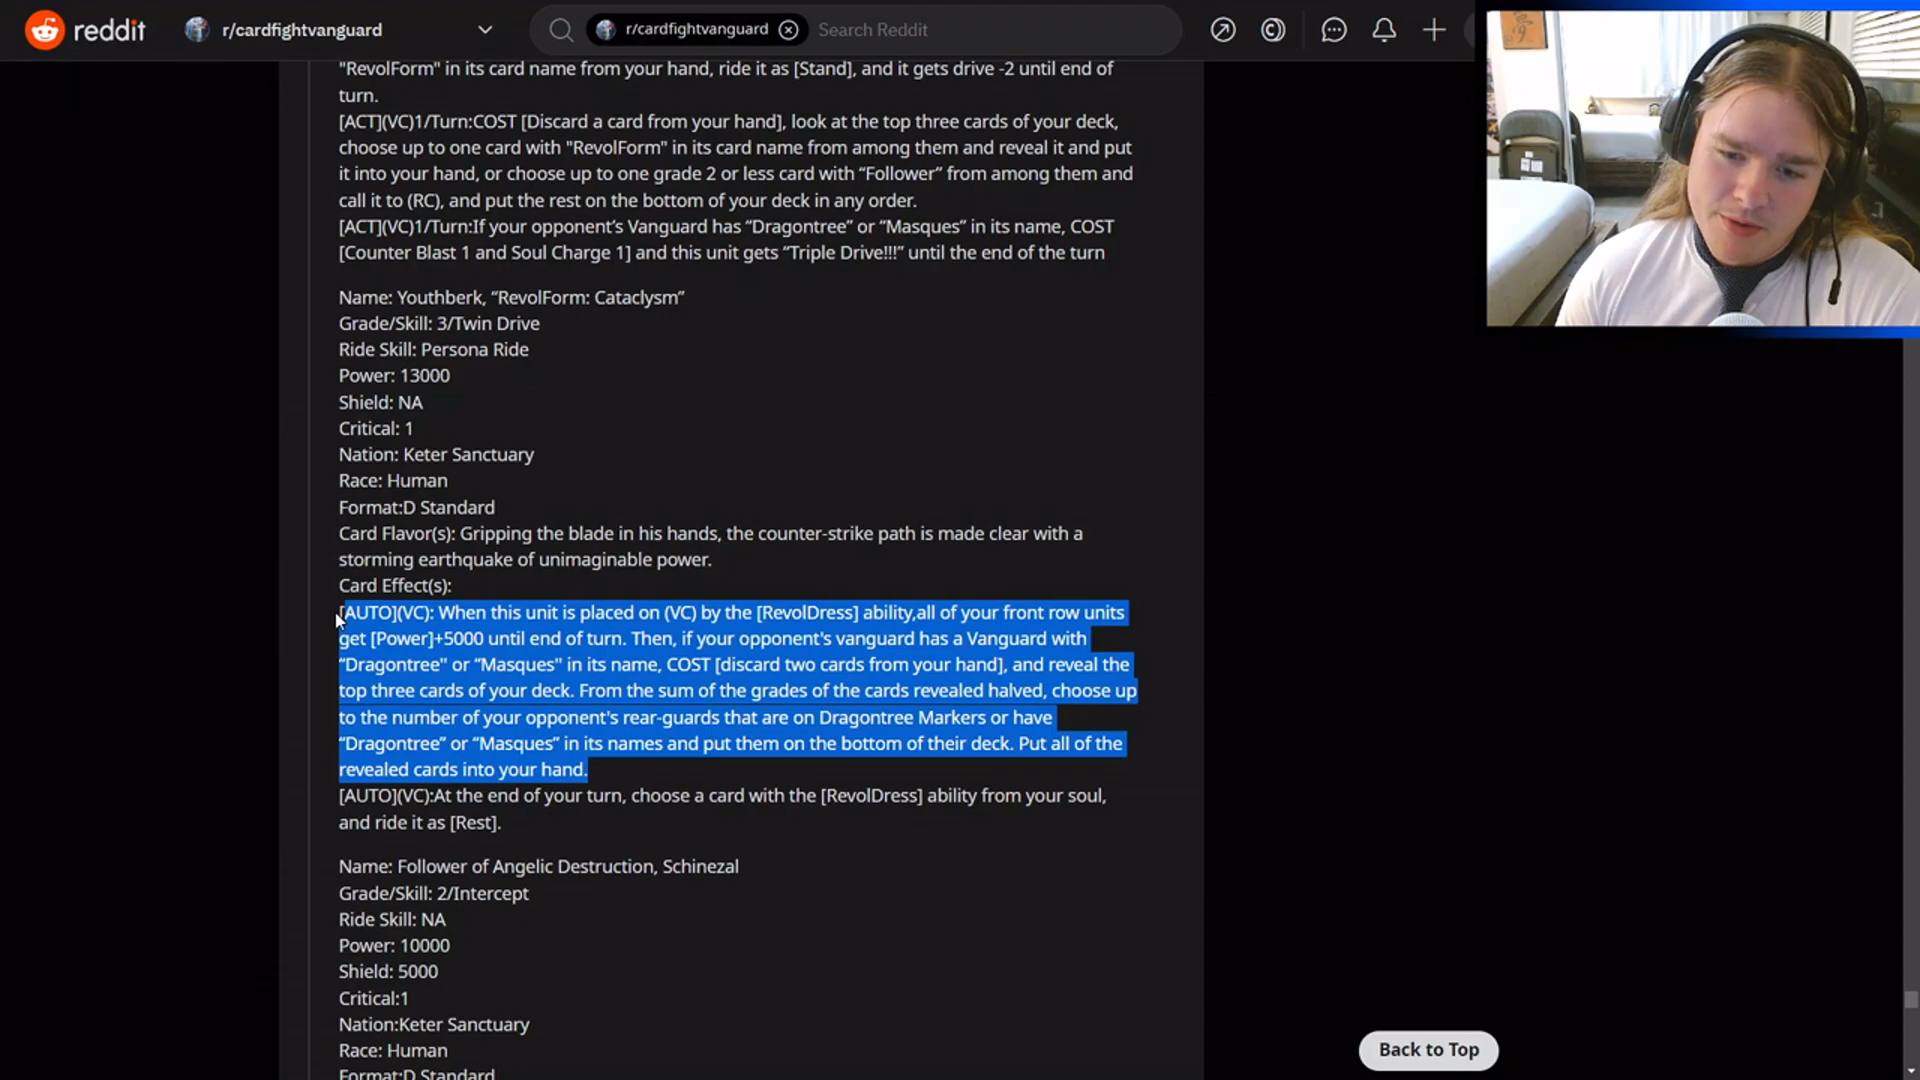 reddit
r/cardfightvanguard
r/cardfightvanguard
Search Reddit
"RevolForm" in its card name from your hand, ride it as [Stand], and it gets drive -2 until end of
turn.
[ACT](VC)1/Turn:COST [Discard a card from your hand], look at the top three cards of your deck,
choose up to one card with "RevolForm" in its card name from among them and reveal it and put
it into your hand, or choose up to one grade 2 or less card with “Follower” from among them and
call it to (RC), and put the rest on the bottom of your deck in any order.
[ACT](VC)1/Turn:If your opponent’s Vanguard has “Dragontree” or “Masques” in its name, COST
[Counter Blast 1 and Soul Charge 1] and this unit gets “Triple Drive!!!” until the end of the turn
Name: Youthberk, “RevolForm: Cataclysm”
Grade/Skill: 3/Twin Drive
Ride Skill: Persona Ride
Power: 13000
Shield: NA
Critical: 1
Nation: Keter Sanctuary
Race: Human
Format:D Standard
Card Flavor(s): Gripping the blade in his hands, the counter-strike path is made clear with a
storming earthquake of unimaginable power.
Card Effect(s):
[AUTO](VC): When this unit is placed on (VC) by the [RevolDress] ability,all of your front row units
get [Power]+5000 until end of turn. Then, if your opponent's vanguard has a Vanguard with
“Dragontree" or “Masques" in its name, COST [discard two cards from your hand], and reveal the
top three cards of your deck. From the sum of the grades of the cards revealed halved, choose up
to the number of your opponent's rear-guards that are on Dragontree Markers or have
“Dragontree” or “Masques” in its names and put them on the bottom of their deck. Put all of the
revealed cards into your hand.
[AUTO](VC):At the end of your turn, choose a card with the [RevolDress] ability from your soul,
and ride it as [Rest].
Name: Follower of Angelic Destruction, Schinezal
Grade/Skill: 2/Intercept
Ride Skill: NA
Power: 10000
Shield: 5000
Critical:1
Nation:Keter Sanctuary
Race: Human
Format:D Standard
Back to Top